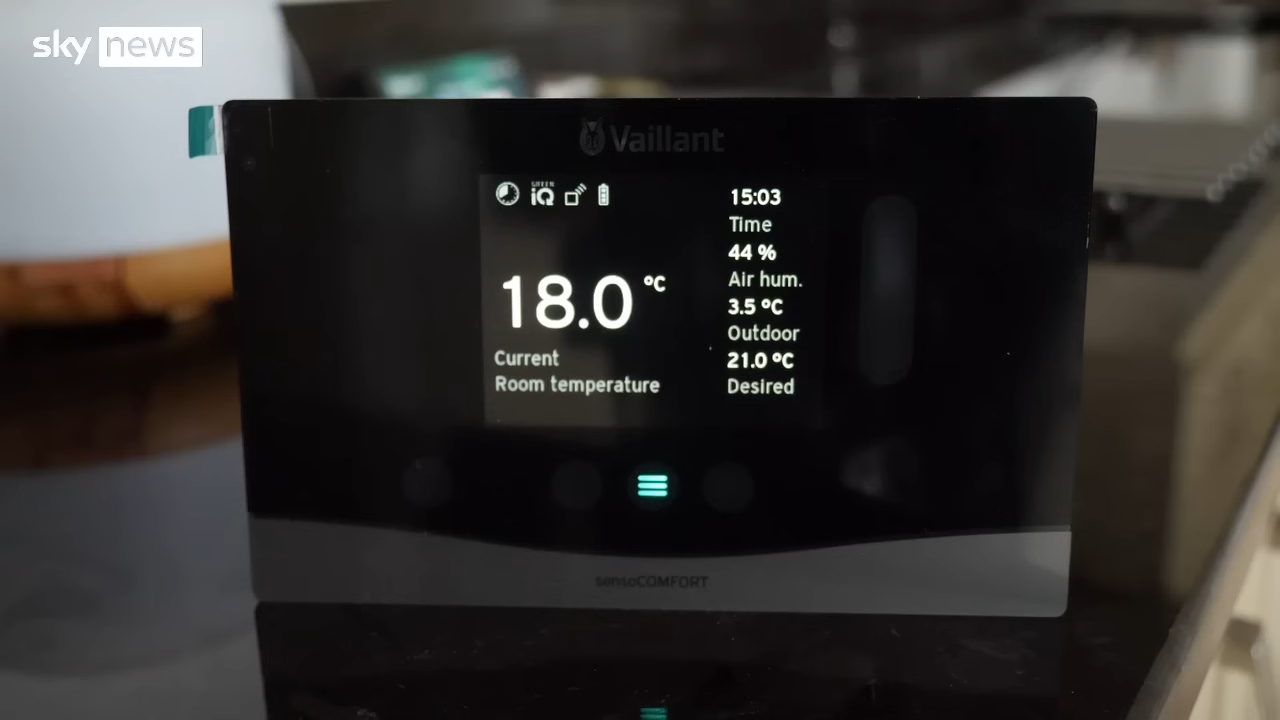 sky news
Vaillant
GREEN
iQ
15:03
Time
44 %
Air hum.
18.0 °C
3.5 °C
Outdoor
Current
21.0 °C
Room temperature
Desired
sensoCOMFORT